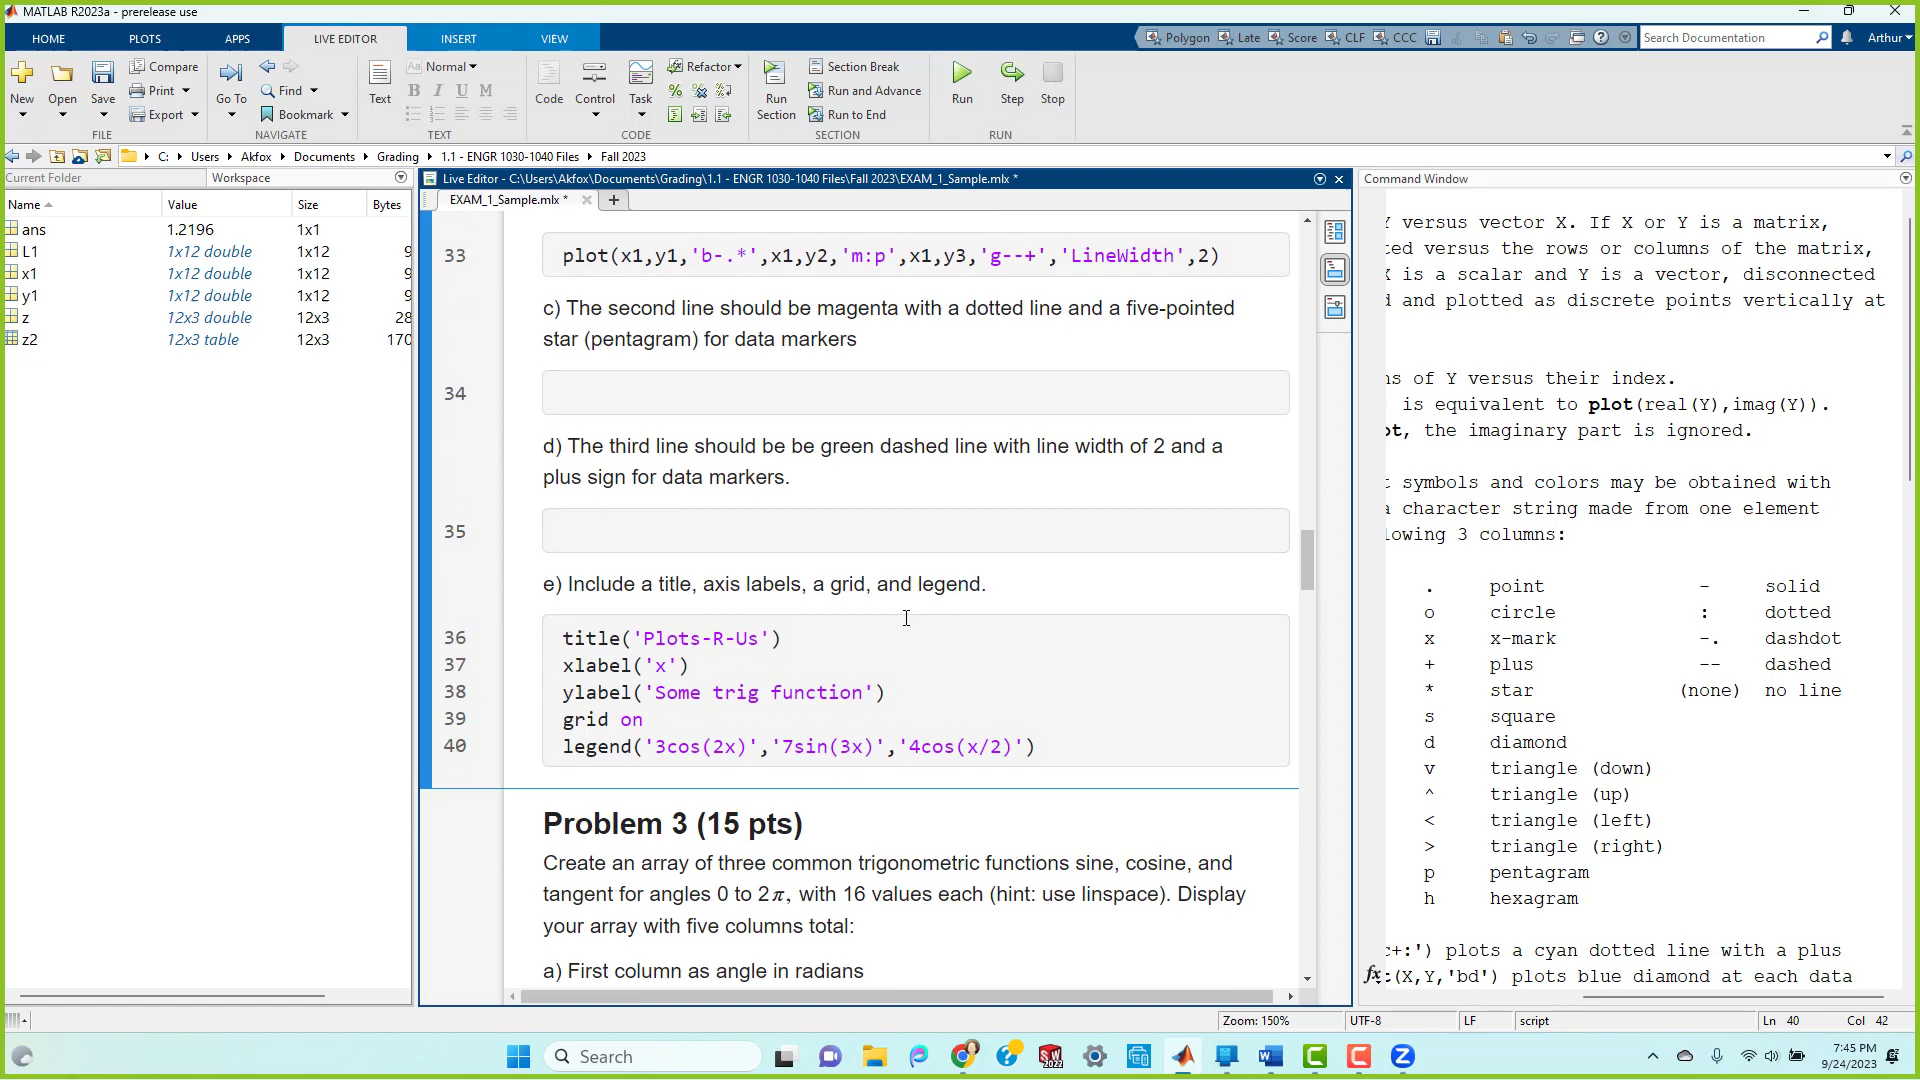 MATLAB R2023a - prerelease use
HOME PLOTS APPS LIVE EDITOR INSERT VIEW
Polygon Late Score CLF CCC Search Documentation Arthur
New Open Save Compare Print Export
FILE
Go To Find Bookmark
NAVIGATE
Text Aa Normal B I U M
TEXT
Code Control Task Refactor
CODE
Run Section Section Break Run and Advance Run to End
SECTION
Run Step Stop
RUN
C: Users Akfox Documents Grading 1.1 - ENGR 1030-1040 Files Fall 2023
Current Folder Workspace
Name Value Size Bytes
ans 1.2196 1x1
L1 1x12 double 1x12 9
x1 1x12 double 1x12 9
y1 1x12 double 1x12 9
z 12x3 double 12x3 28
z2 12x3 table 12x3 170
Live Editor - C:\Users\Akfox\Documents\Grading\1.1 - ENGR 1030-1040 Files\Fall 2023\EXAM_1_Sample.mlx *
EXAM_1_Sample.mlx *
33 plot(x1,y1,'b-.*',x1,y2,'m:p',x1,y3,'g--+','LineWidth',2)
c) The second line should be magenta with a dotted line and a five-pointed
star (pentagram) for data markers
34
d) The third line should be be green dashed line with line width of 2 and a
plus sign for data markers.
35
e) Include a title, axis labels, a grid, and legend.
36 title('Plots-R-Us')
37 xlabel('x')
38 ylabel('Some trig function')
39 grid on
40 legend('3cos(2x)','7sin(3x)','4cos(x/2)')
Problem 3 (15 pts)
Create an array of three common trigonometric functions sine, cosine, and
tangent for angles 0 to 2π, with 16 values each (hint: use linspace). Display
your array with five columns total:
a) First column as angle in radians
Command Window
Y versus vector X. If X or Y is a matrix,
ted versus the rows or columns of the matrix,
X is a scalar and Y is a vector, disconnected
d and plotted as discrete points vertically at
ns of Y versus their index.
is equivalent to plot(real(Y),imag(Y)).
ot, the imaginary part is ignored.
t symbols and colors may be obtained with
a character string made from one element
lowing 3 columns:
. point - solid
o circle : dotted
x x-mark -. dashdot
+ plus -- dashed
* star (none) no line
s square
d diamond
v triangle (down)
^ triangle (up)
< triangle (left)
> triangle (right)
p pentagram
h hexagram
c+:') plots a cyan dotted line with a plus
fx (X,Y,'bd') plots blue diamond at each data
Zoom: 150% UTF-8 LF script Ln 40 Col 42
Search
SW 2022
7:45 PM
9/24/2023